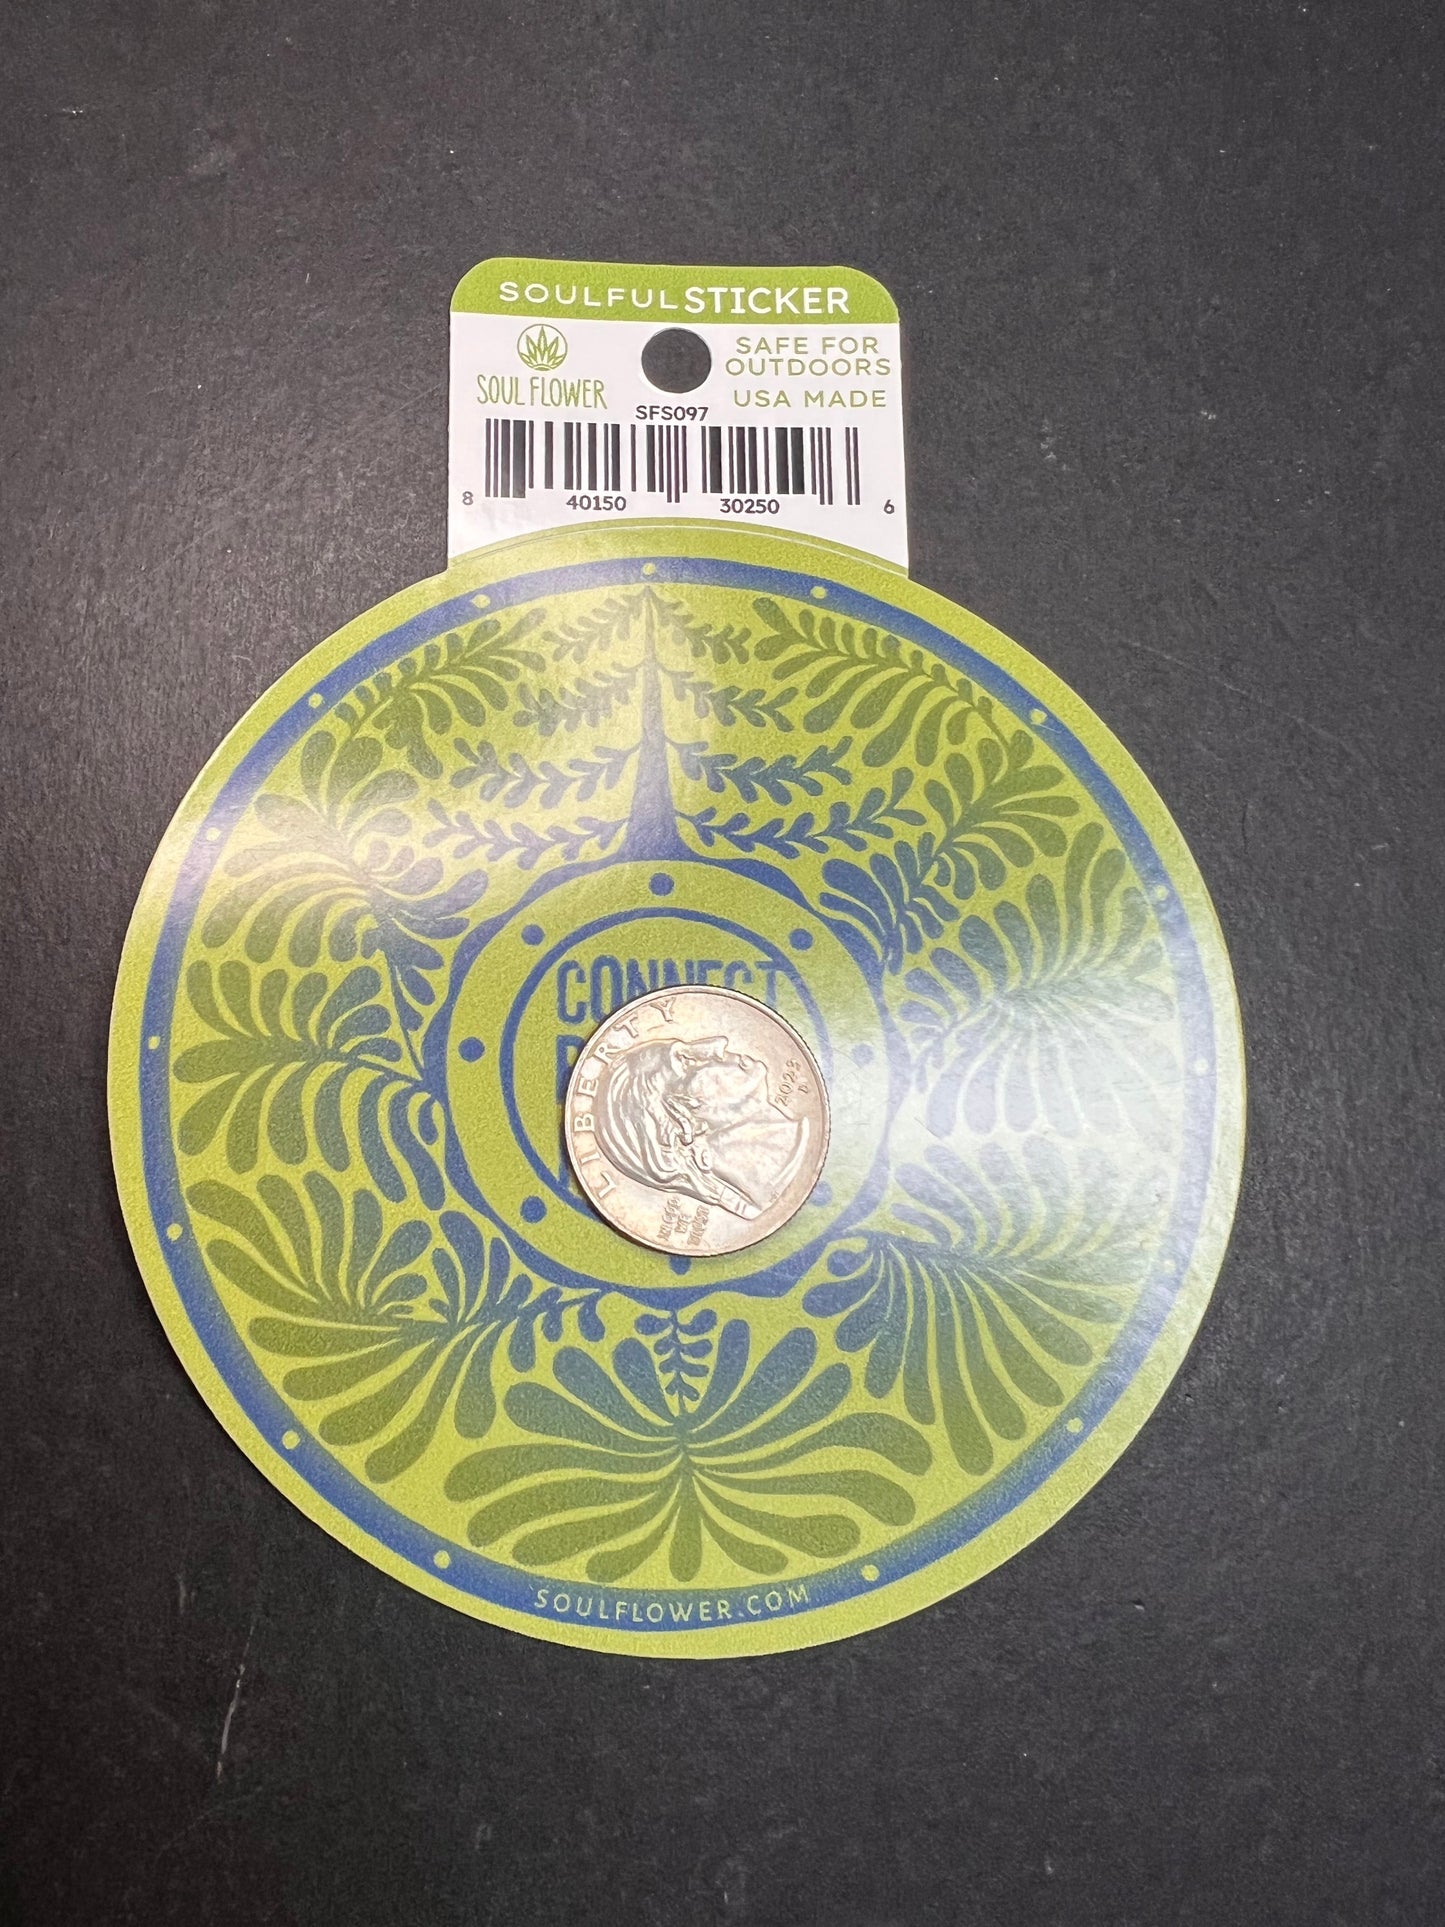 SOULFULSTICKER
SOUL FLOWER
SAFE FOR
OUTDOORS
USA MADE
SFS097
8 40150 30250 6
CONNECT
LIBERTY
2023
D
IN GOD
WE
TRUST
SOULFLOWER.COM